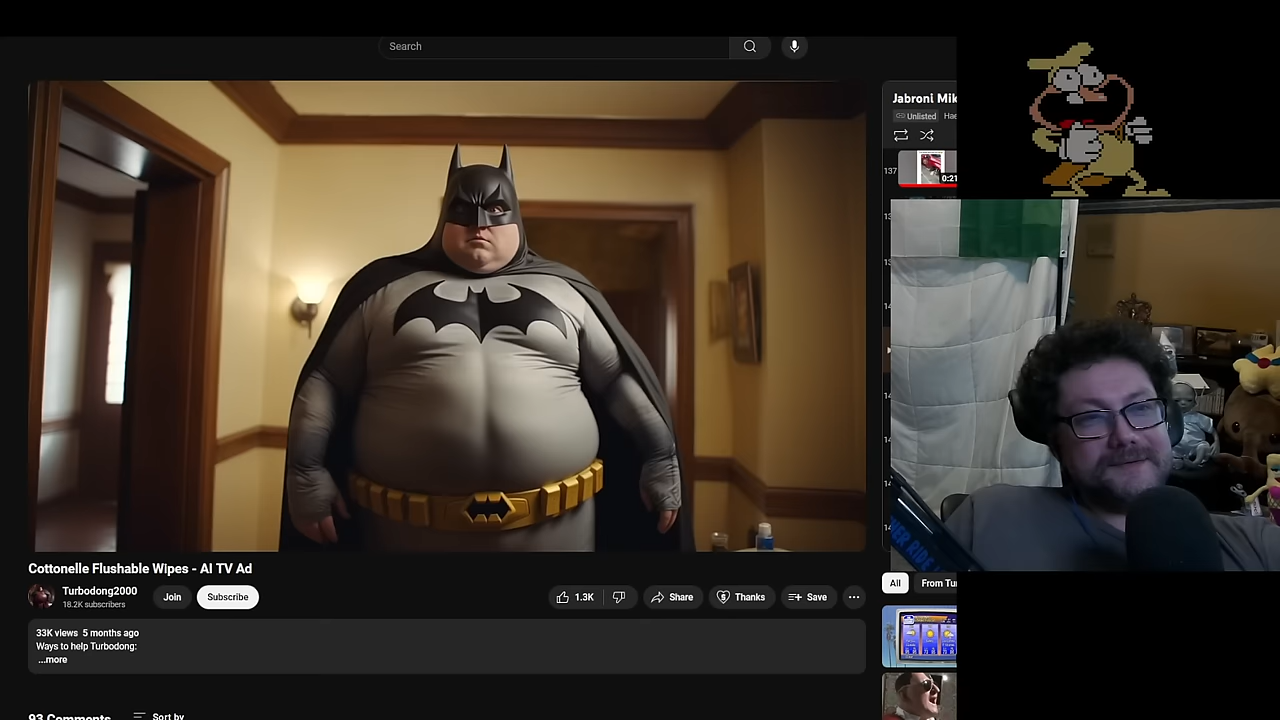 Search
Jabroni Mik
Unlisted
Hae
137
0:21
Cottonelle Flushable Wipes - AI TV Ad
Turbodong2000
18.2K subscribers
Join
Subscribe
1.3K
Share
Thanks
Save
All
From Tu
33K views 5 months ago
Ways to help Turbodong:
...more
93 Comments
Sort by